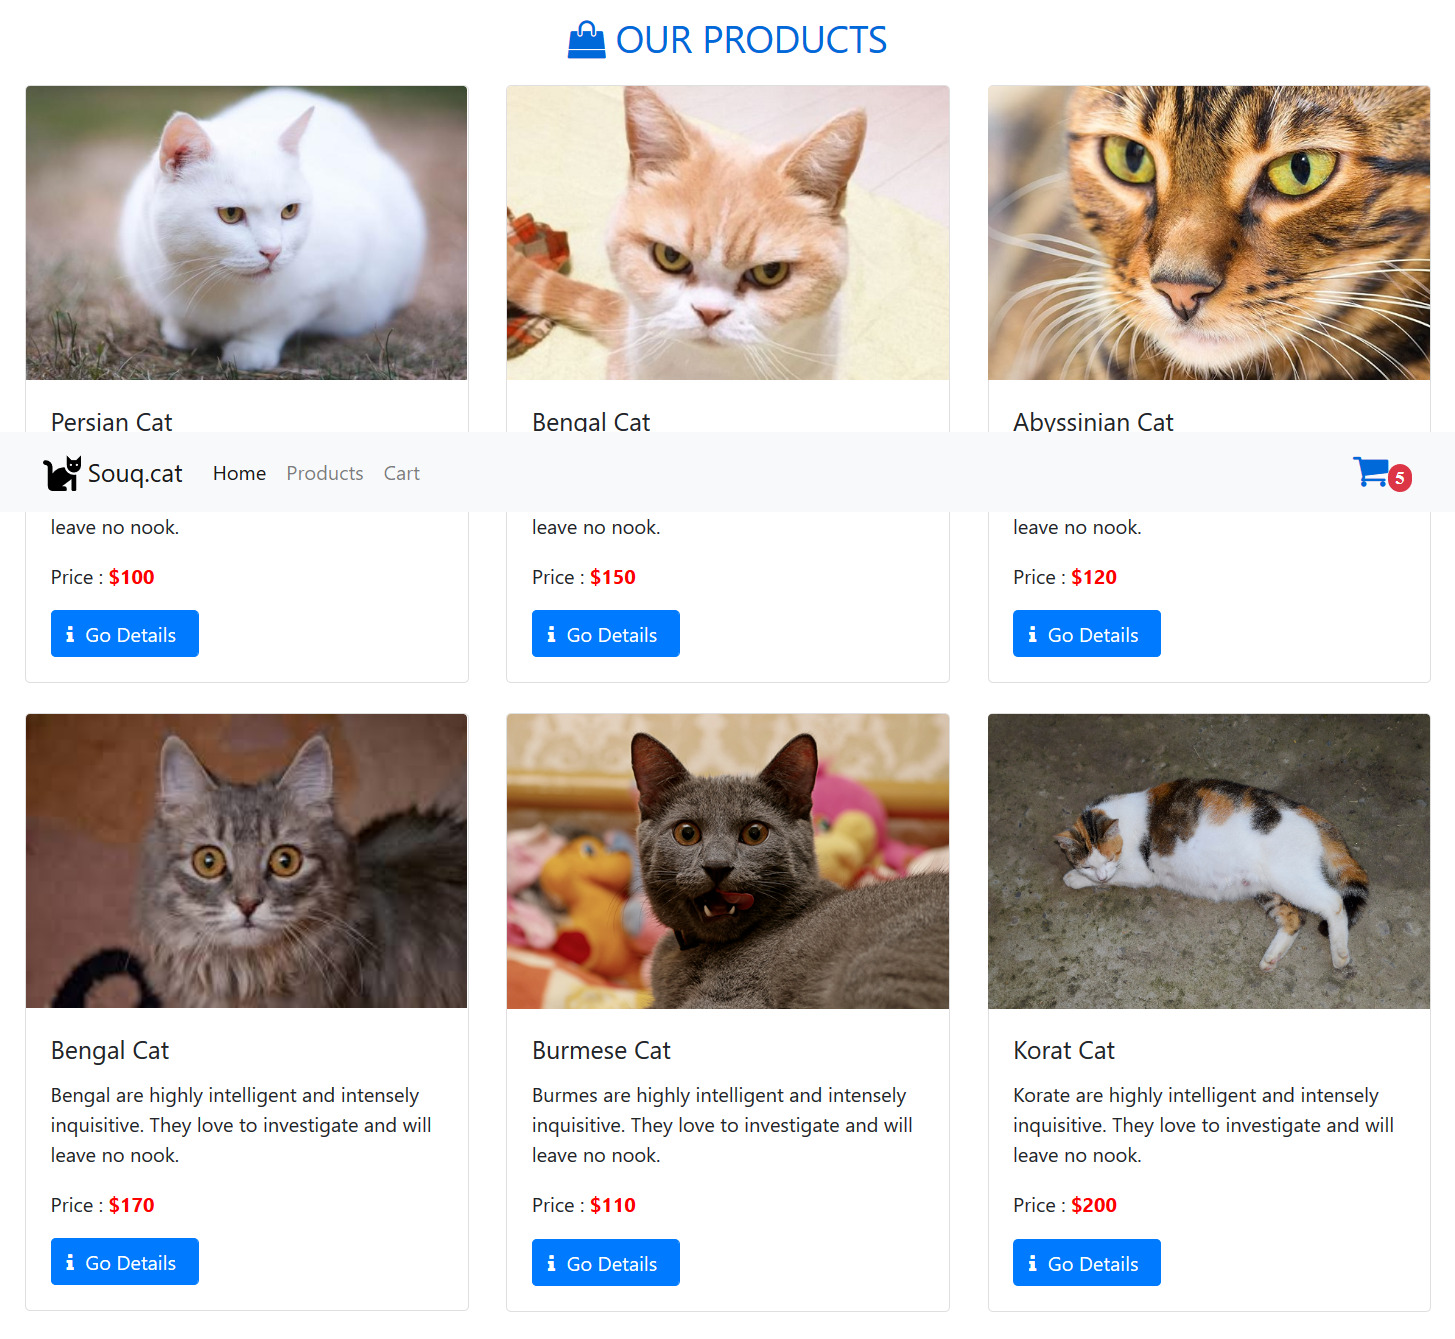 OUR PRODUCTS
Persian Cat
Bengal Cat
Abyssinian Cat
Souq.cat Home Products Cart 5
leave no nook.
leave no nook.
leave no nook.
Price : $100
Price : $150
Price : $120
Go Details
Go Details
Go Details
Bengal Cat
Bengal are highly intelligent and intensely
inquisitive. They love to investigate and will
leave no nook.
Price : $170
Go Details
Burmese Cat
Burmes are highly intelligent and intensely
inquisitive. They love to investigate and will
leave no nook.
Price : $110
Go Details
Korat Cat
Korate are highly intelligent and intensely
inquisitive. They love to investigate and will
leave no nook.
Price : $200
Go Details